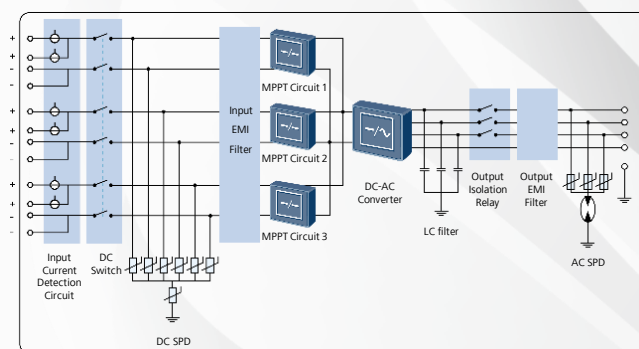 +
+
-
-
+
+
-
-
+
+
-
-
Input
Current
Detection
Circuit
DC
Switch
DC SPD
Input
EMI
Filter
MPPT Circuit 1
MPPT Circuit 2
MPPT Circuit 3
DC-AC
Converter
LC filter
Output
Isolation
Relay
Output
EMI
Filter
AC SPD